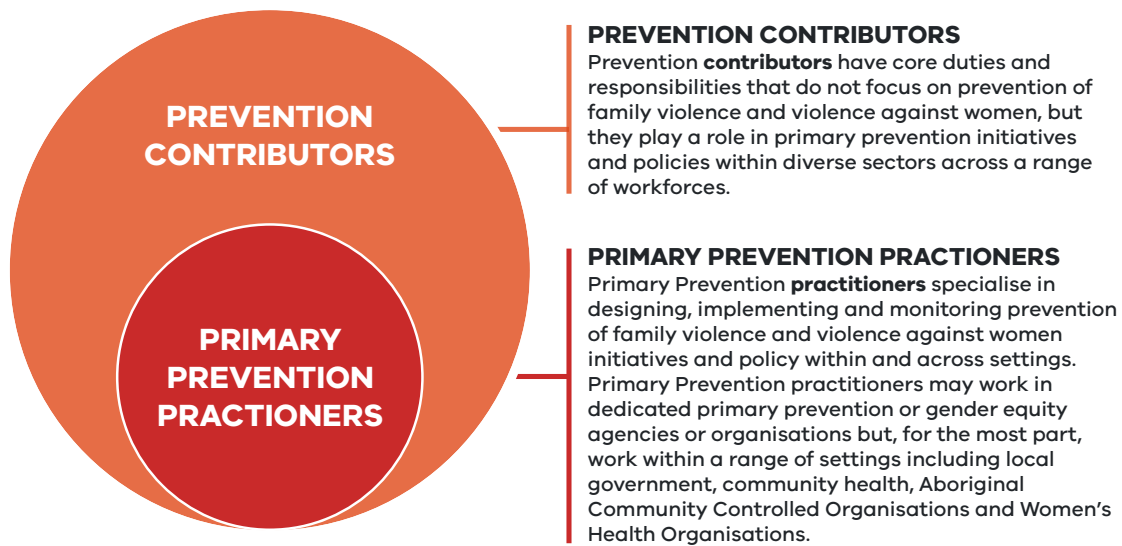 PREVENTION
CONTRIBUTORS
PRIMARY
PREVENTION
PRACTIONERS
PREVENTION CONTRIBUTORS
Prevention contributors have core duties and
responsibilities that do not focus on prevention of
family violence and violence against women, but
they play a role in primary prevention initiatives
and policies within diverse sectors across a range
of workforces.
PRIMARY PREVENTION PRACTIONERS
Primary Prevention practitioners specialise in
designing, implementing and monitoring prevention
of family violence and violence against women
initiatives and policy within and across settings.
Primary Prevention practitioners may work in
dedicated primary prevention or gender equity
agencies or organisations but, for the most part,
work within a range of settings including local
government, community health, Aboriginal
Community Controlled Organisations and Women’s
Health Organisations.